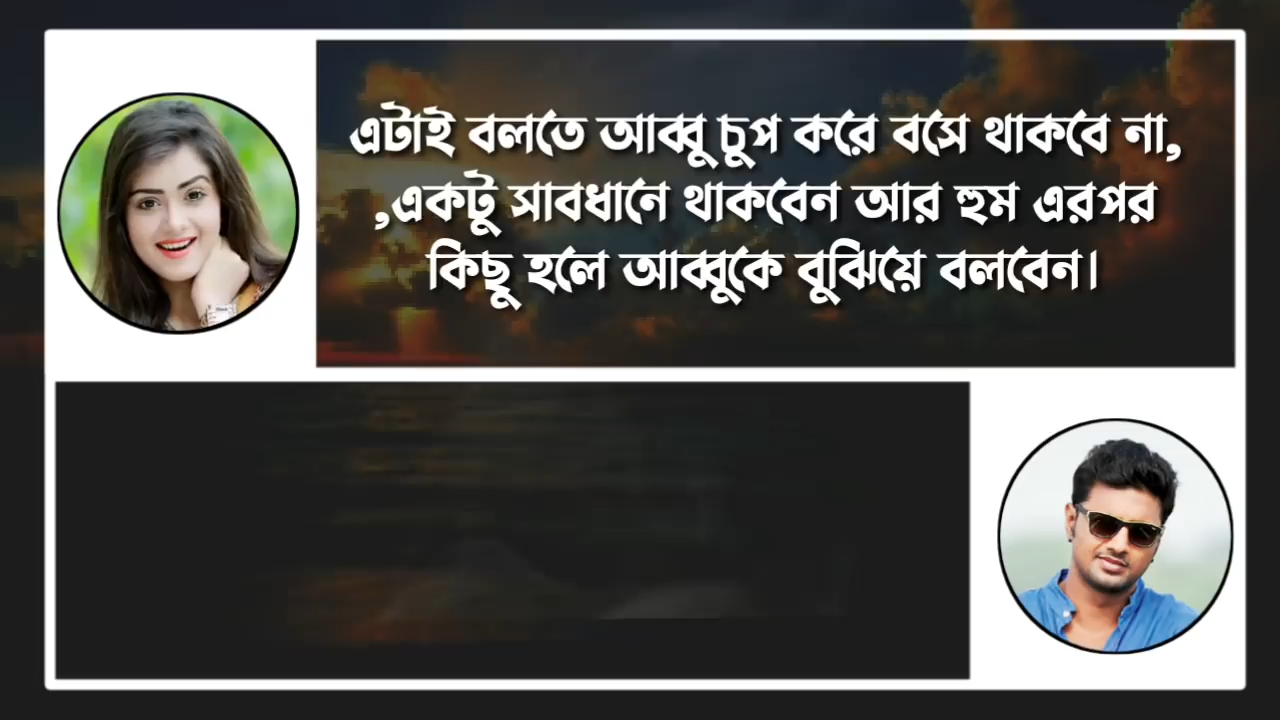 এটাই বলতে আব্বু চুপ করে বসে থাকবে না,
,একটু সাবধানে থাকবেন আর হুম এরপর
কিছু হলে আব্বুকে বুঝিয়ে বলবেন।